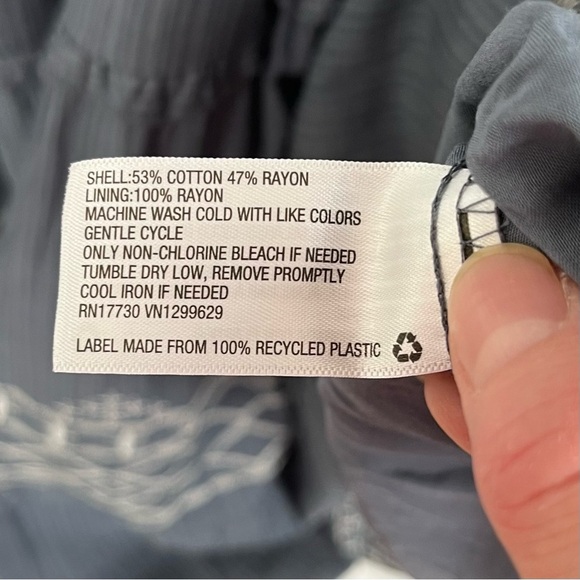 SHELL:53% COTTON 47% RAYON
LINING:100% RAYON
MACHINE WASH COLD WITH LIKE COLORS
GENTLE CYCLE
ONLY NON-CHLORINE BLEACH IF NEEDED
TUMBLE DRY LOW, REMOVE PROMPTLY
COOL IRON IF NEEDED
RN17730 VN1299629
LABEL MADE FROM 100% RECYCLED PLASTIC